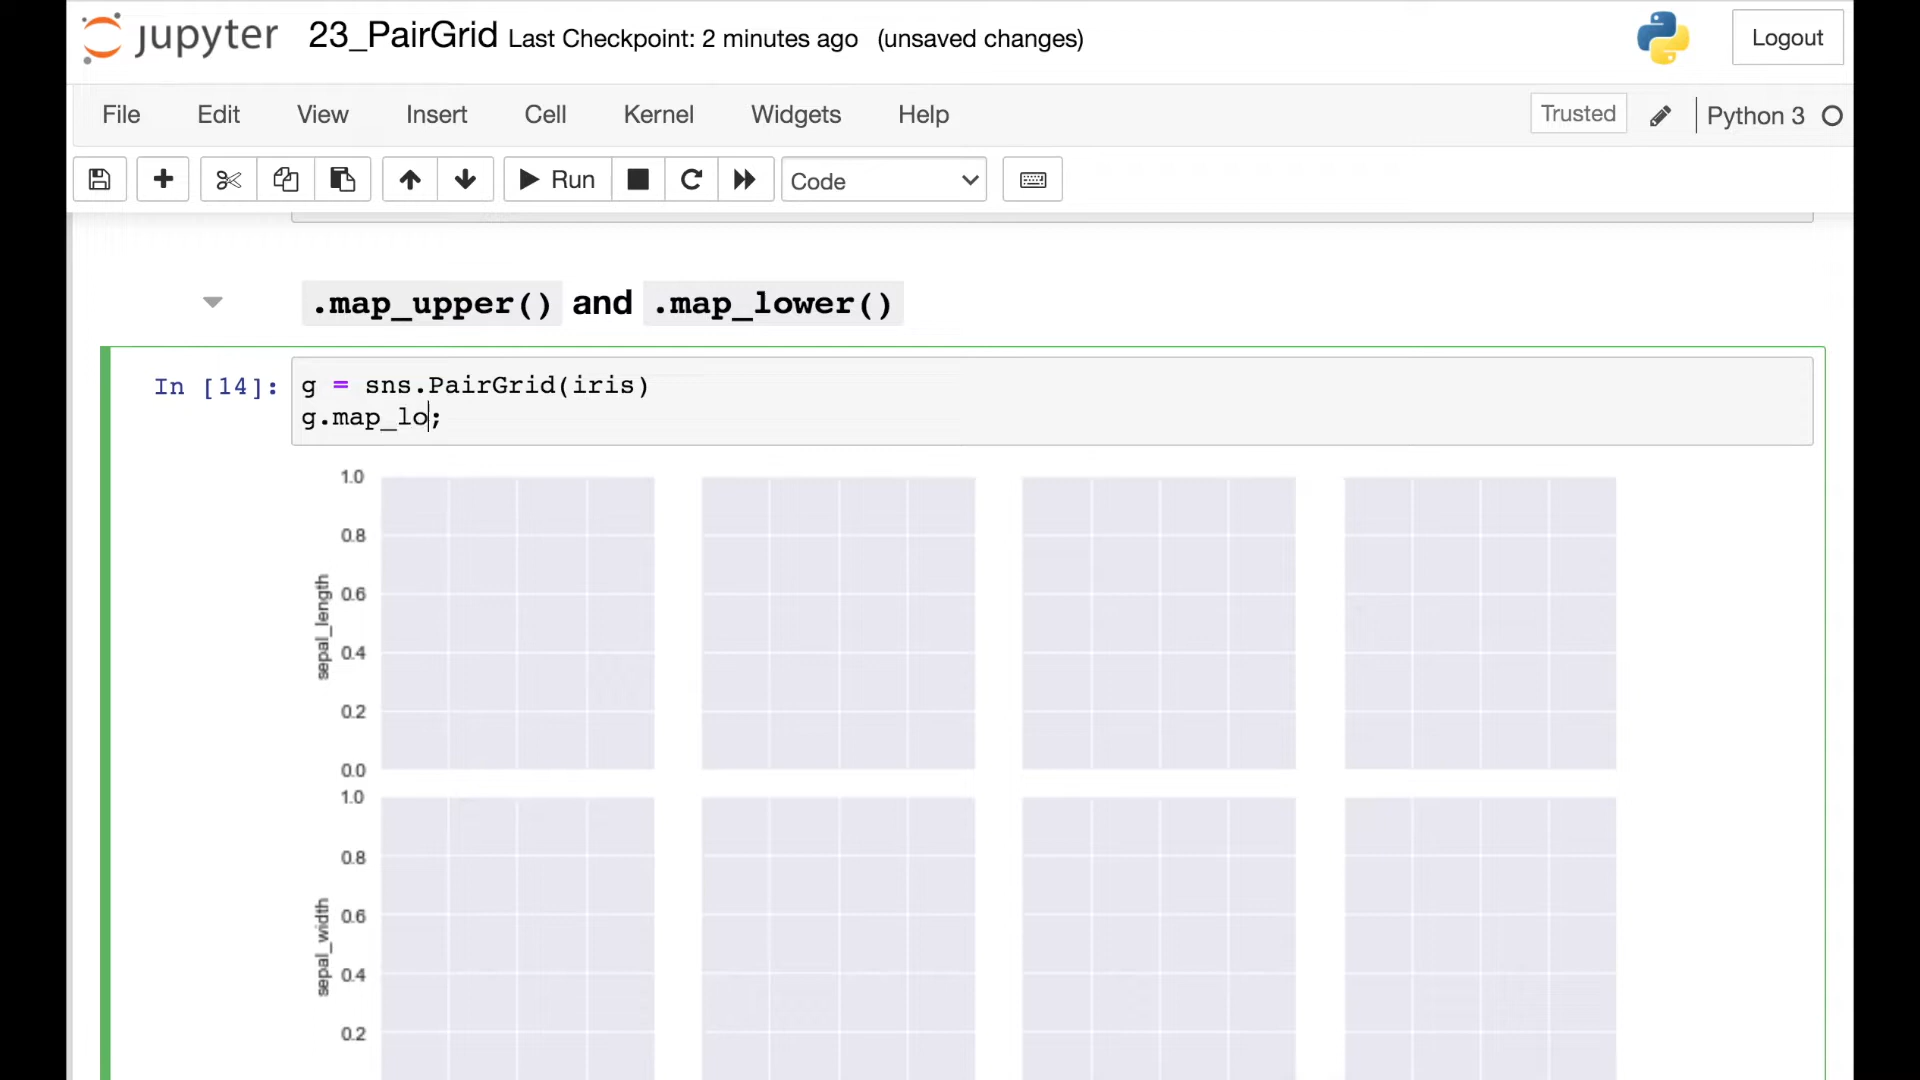 jupyter 23_PairGrid Last Checkpoint: 2 minutes ago (unsaved changes) Logout
File Edit View Insert Cell Kernel Widgets Help Trusted Python 3
Run Code
.map_upper() and .map_lower()
In [14]: g = sns.PairGrid(iris)
g.map_lo;
1.0
0.8
0.6
0.4
0.2
0.0
sepal_length
1.0
0.8
0.6
0.4
0.2
sepal_width